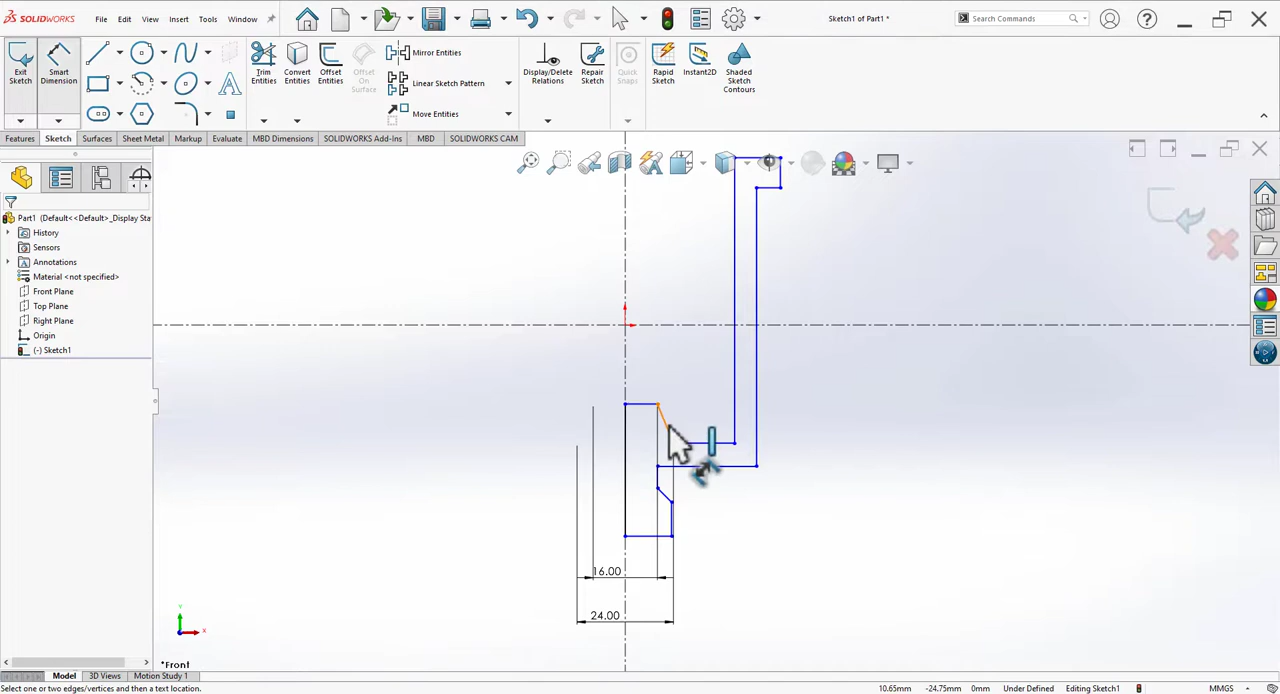 SOLIDWORKS
File Edit View Insert Tools Window
Sketch1 of Part1 *
Search Commands
Exit Sketch
Smart Dimension
Trim Entities
Convert Entities
Offset Entities
Offset On Surface
Mirror Entities
Linear Sketch Pattern
Move Entities
Display/Delete Relations
Repair Sketch
Quick Snaps
Rapid Sketch
Instant2D
Shaded Sketch Contours
Features Sketch Surfaces Sheet Metal Markup Evaluate MBD Dimensions SOLIDWORKS Add-Ins MBD SOLIDWORKS CAM
Part1 (Default<<Default>_Display Sta
History
Sensors
Annotations
Material <not specified>
Front Plane
Top Plane
Right Plane
Origin
(-) Sketch1
16.00
24.00
Y
X
*Front
Model 3D Views Motion Study 1
Select one or two edges/vertices and then a text location.
10.65mm -24.75mm 0mm Under Defined Editing Sketch1 MMGS